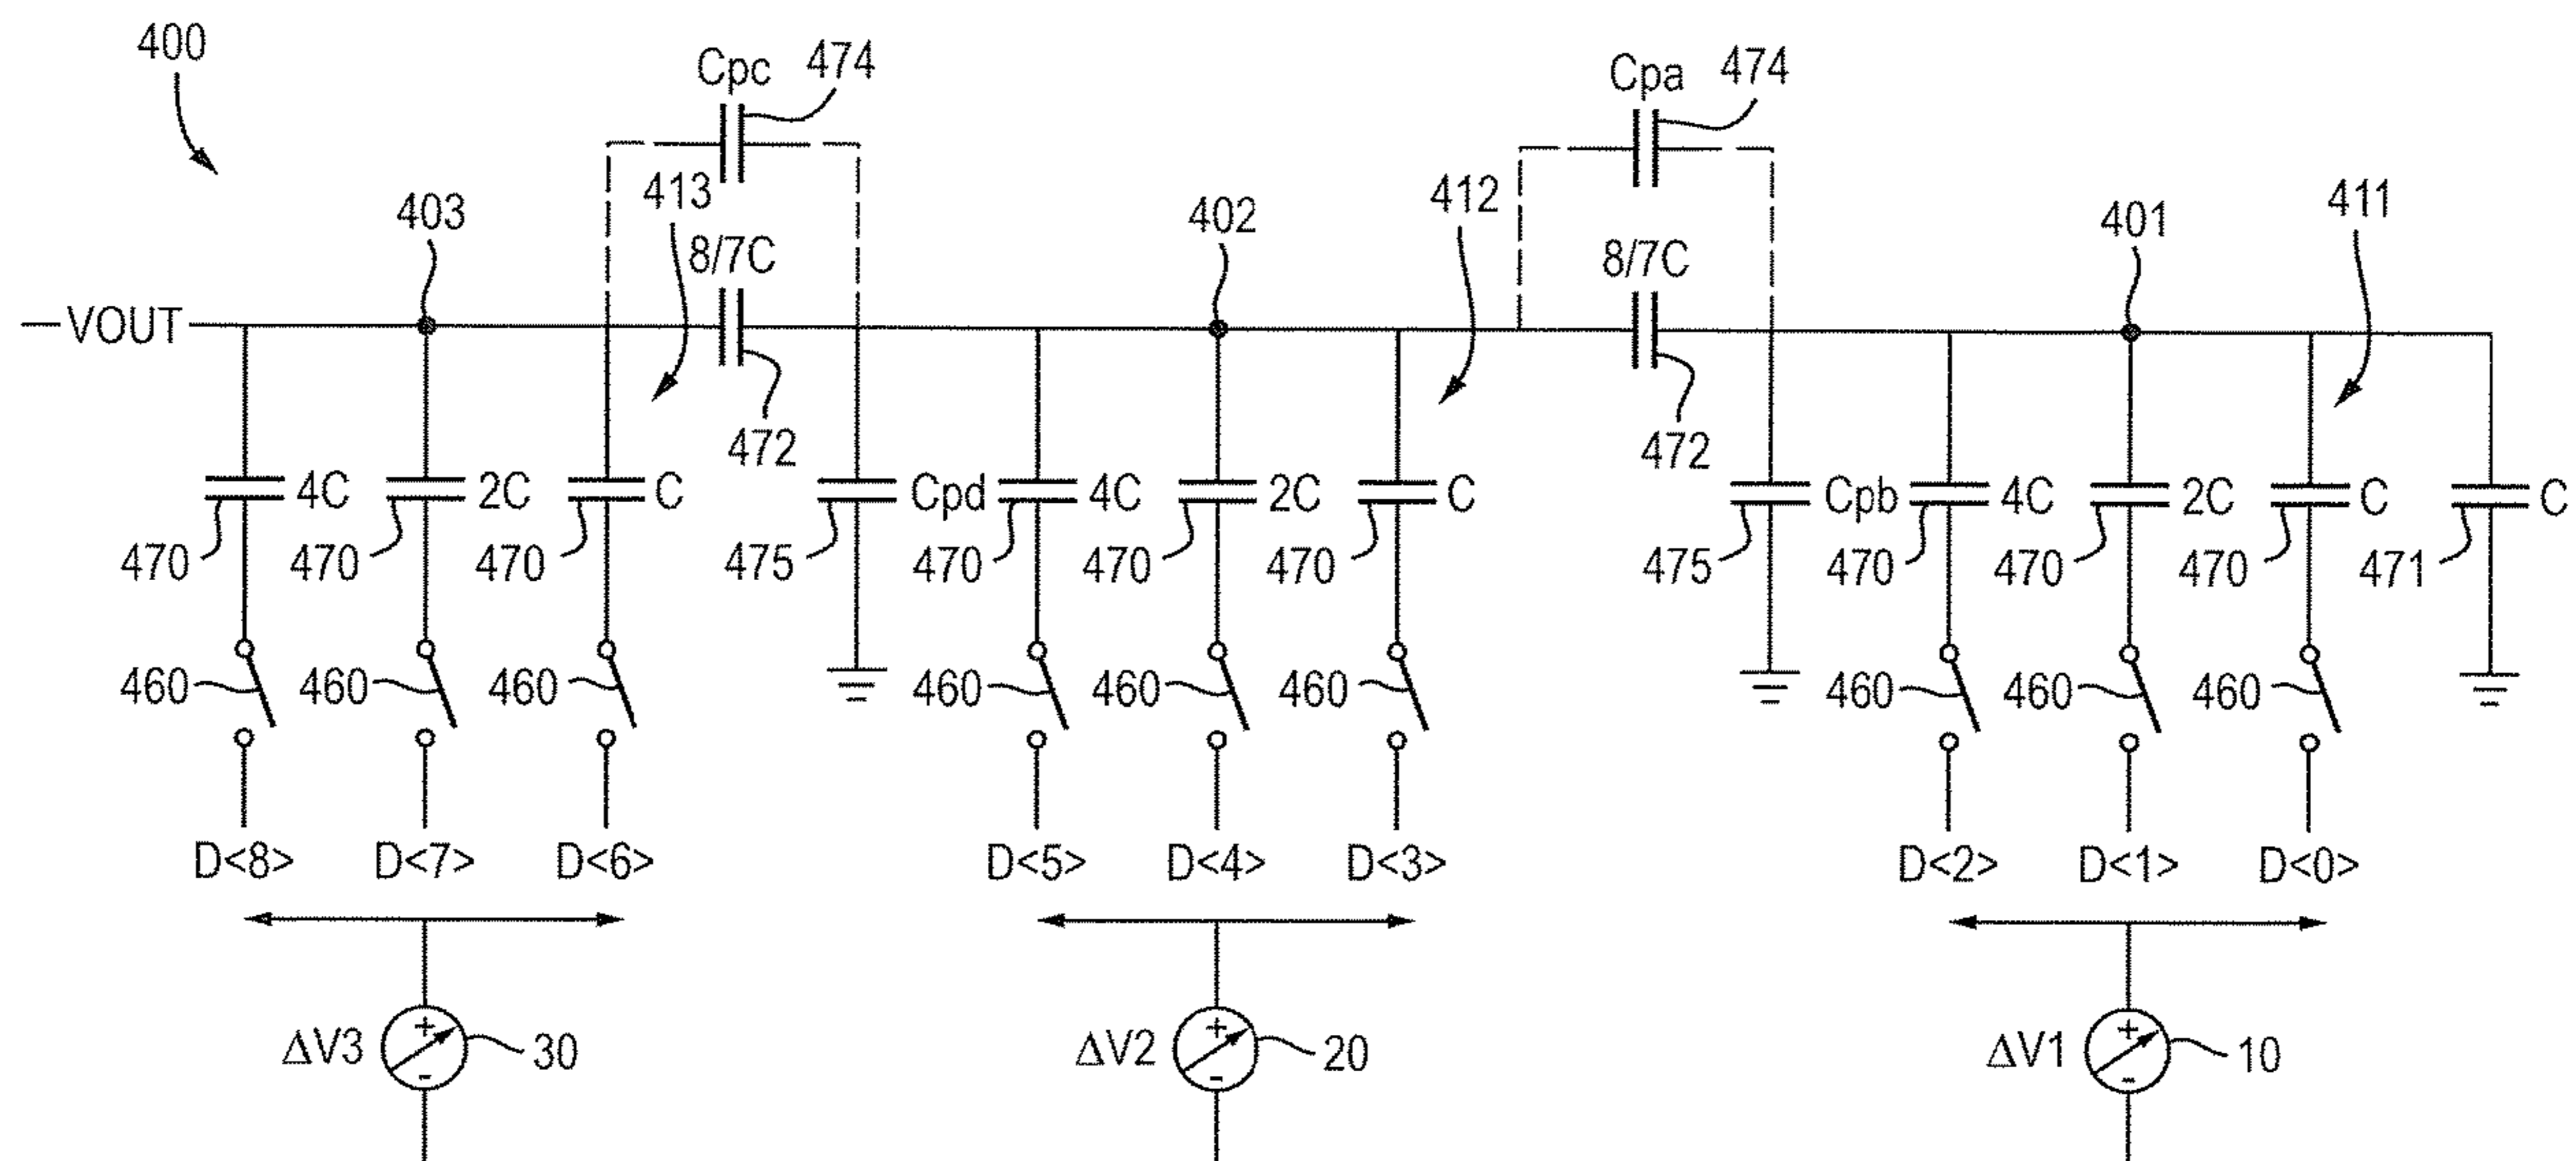 400
Cpc 474 Cpa 474
403 413 402 412 401 411
8/7C 8/7C
VOUT
472 472
4C 2C C Cpd 4C 2C C Cpb 4C 2C C C
470 470 470 475 470 470 470 475 470 470 470 471
460 460 460 460 460 460 460 460 460
D<8> D<7> D<6> D<5> D<4> D<3> D<2> D<1> D<0>
ΔV3 + - 30 ΔV2 + - 20 ΔV1 + - 10